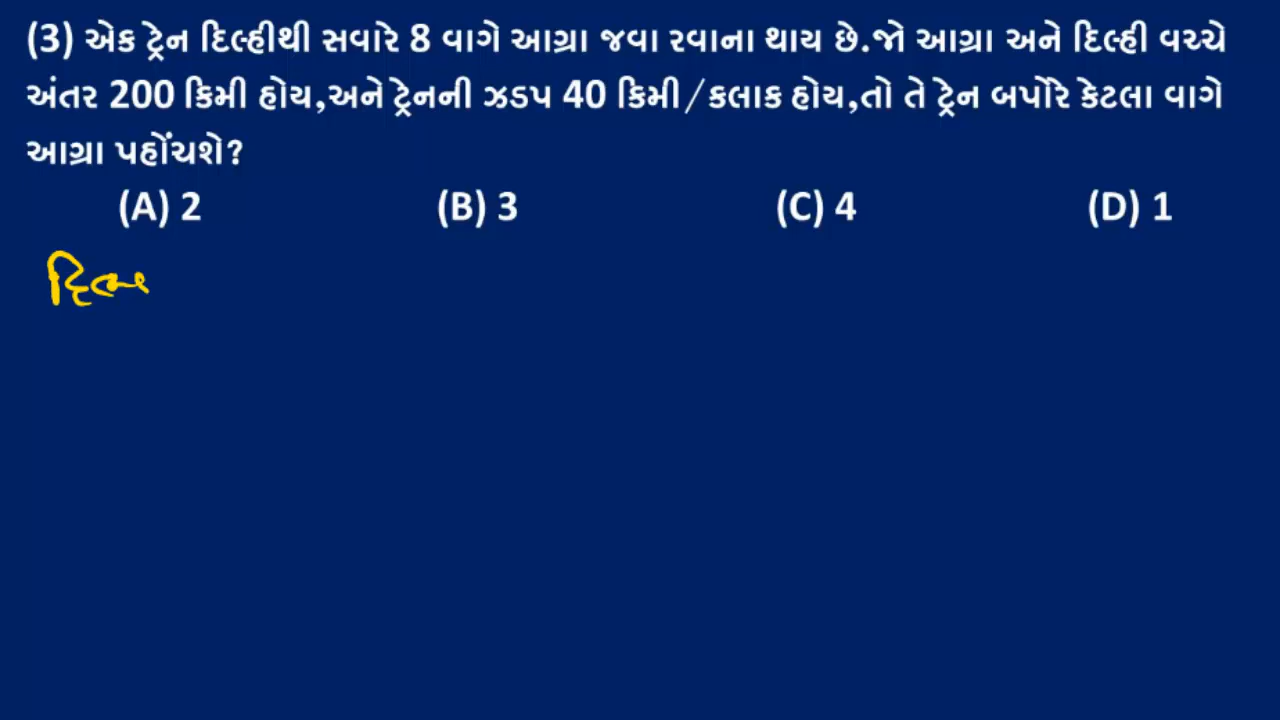 (3) એક ટ્રેન દિલ્હીથી સવારે 8 વાગે આગ્રા જવા રવાના થાય છે.જો આગ્રા અને દિલ્હી વચ્ચે
અંતર 200 કિમી હોય,અને ટ્રેનની ઝડપ 40 કિમી/કલાક હોય,તો તે ટ્રેન બપોરે કેટલા વાગે
આગ્રા પહોંચશે?
(A) 2 (B) 3 (C) 4 (D) 1